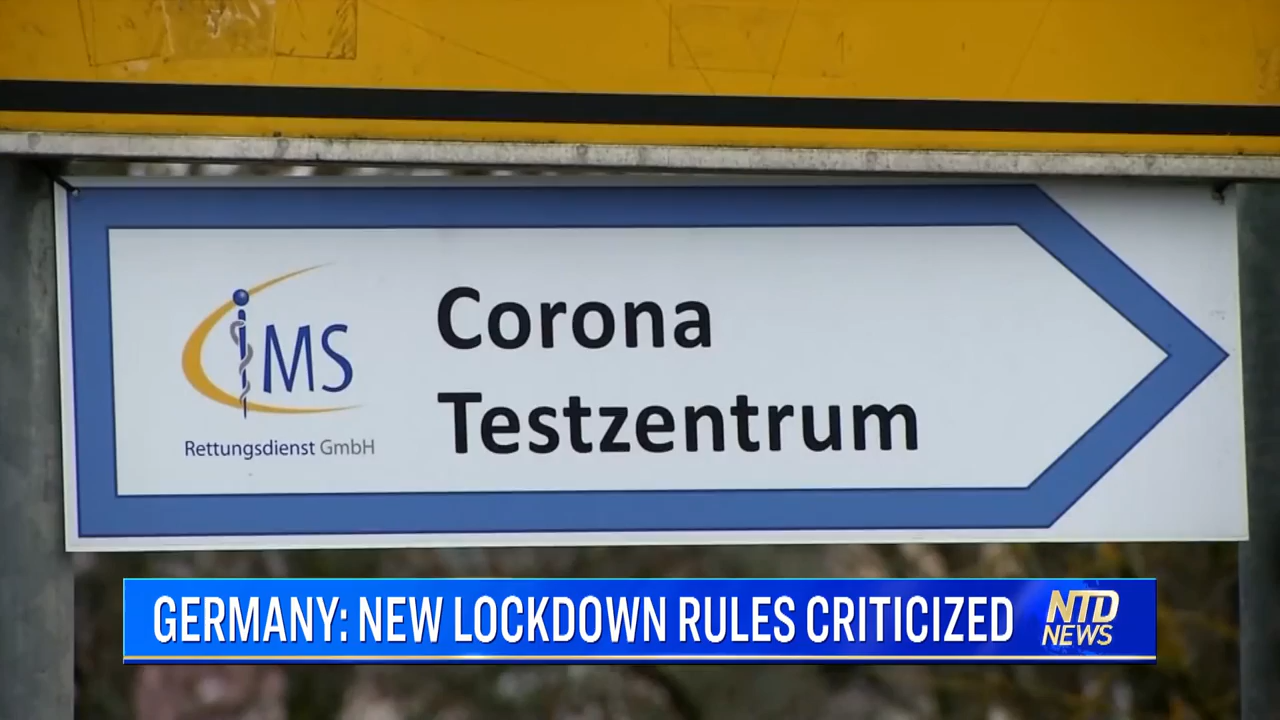 Corona
Testzentrum
iMS
Rettungsdienst GmbH
GERMANY: NEW LOCKDOWN RULES CRITICIZED
NTD
NEWS